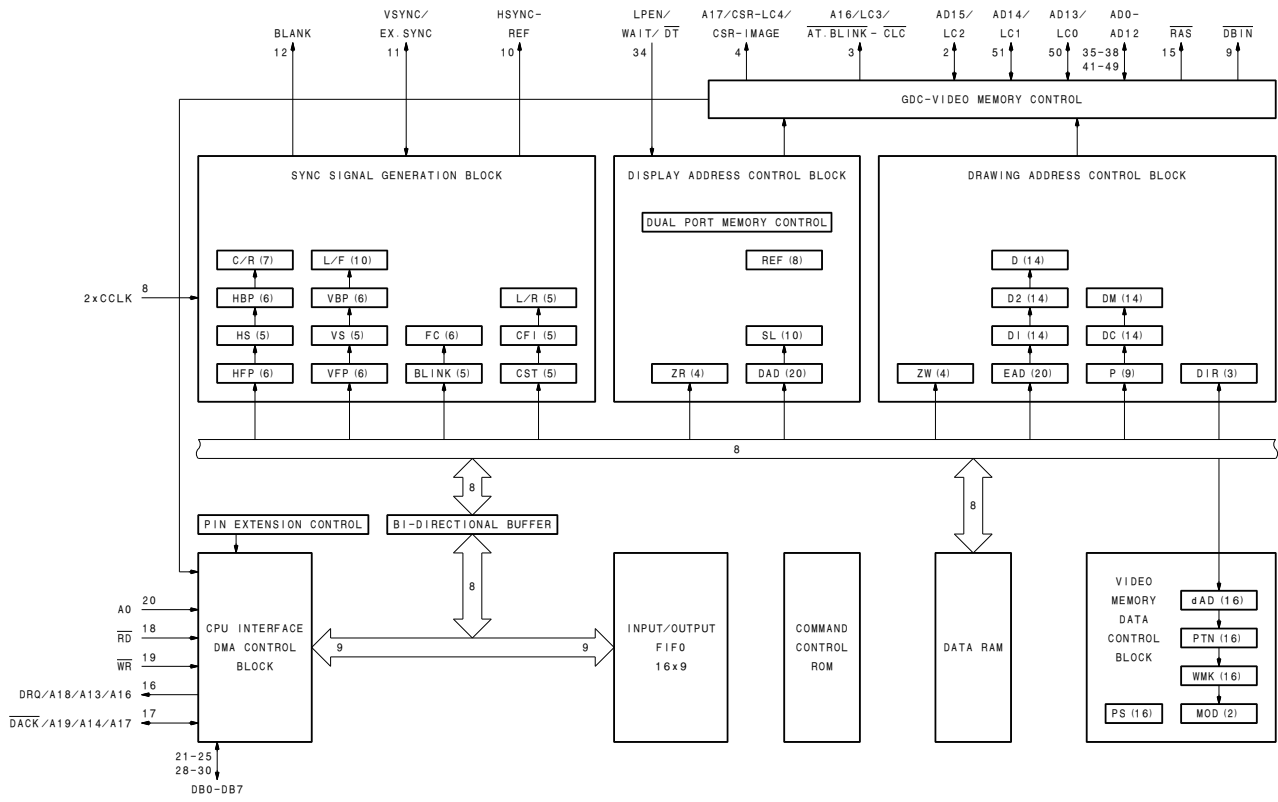 BLANK
12
VSYNC/
EX.SYNC
11
HSYNC-
REF
10
LPEN/
WAIT/DT
34
A17/CSR-LC4/
CSR-IMAGE
4
A16/LC3/
AT.BLINK-CLC
3
AD15/
LC2
2
AD14/
LC1
51
AD13/
LC0
50
AD0-
AD12
35-38
41-49
RAS
15
DBIN
9
GDC-VIDEO MEMORY CONTROL
SYNC SIGNAL GENERATION BLOCK
DISPLAY ADDRESS CONTROL BLOCK
DRAWING ADDRESS CONTROL BLOCK
DUAL PORT MEMORY CONTROL
C/R (7)
L/F (10)
REF (8)
D (14)
2xCCLK
8
HBP (6)
VBP (6)
L/R (5)
D2 (14)
DM (14)
HS (5)
VS (5)
FC (6)
CFI (5)
SL (10)
DI (14)
DC (14)
HFP (6)
VFP (6)
BLINK (5)
CST (5)
ZR (4)
DAD (20)
ZW (4)
EAD (20)
P (9)
DIR (3)
8
8
8
PIN EXTENSION CONTROL
BI-DIRECTIONAL BUFFER
8
A0
20
RD
18
WR
19
DRQ/A18/A13/A16
16
DACK/A19/A14/A17
17
CPU INTERFACE
DMA CONTROL
BLOCK
9
9
INPUT/OUTPUT
FIFO
16x9
COMMAND
CONTROL
ROM
DATA RAM
VIDEO
MEMORY
DATA
CONTROL
BLOCK
dAD (16)
PTN (16)
WMK (16)
PS (16)
MOD (2)
21-25
28-30
DB0-DB7